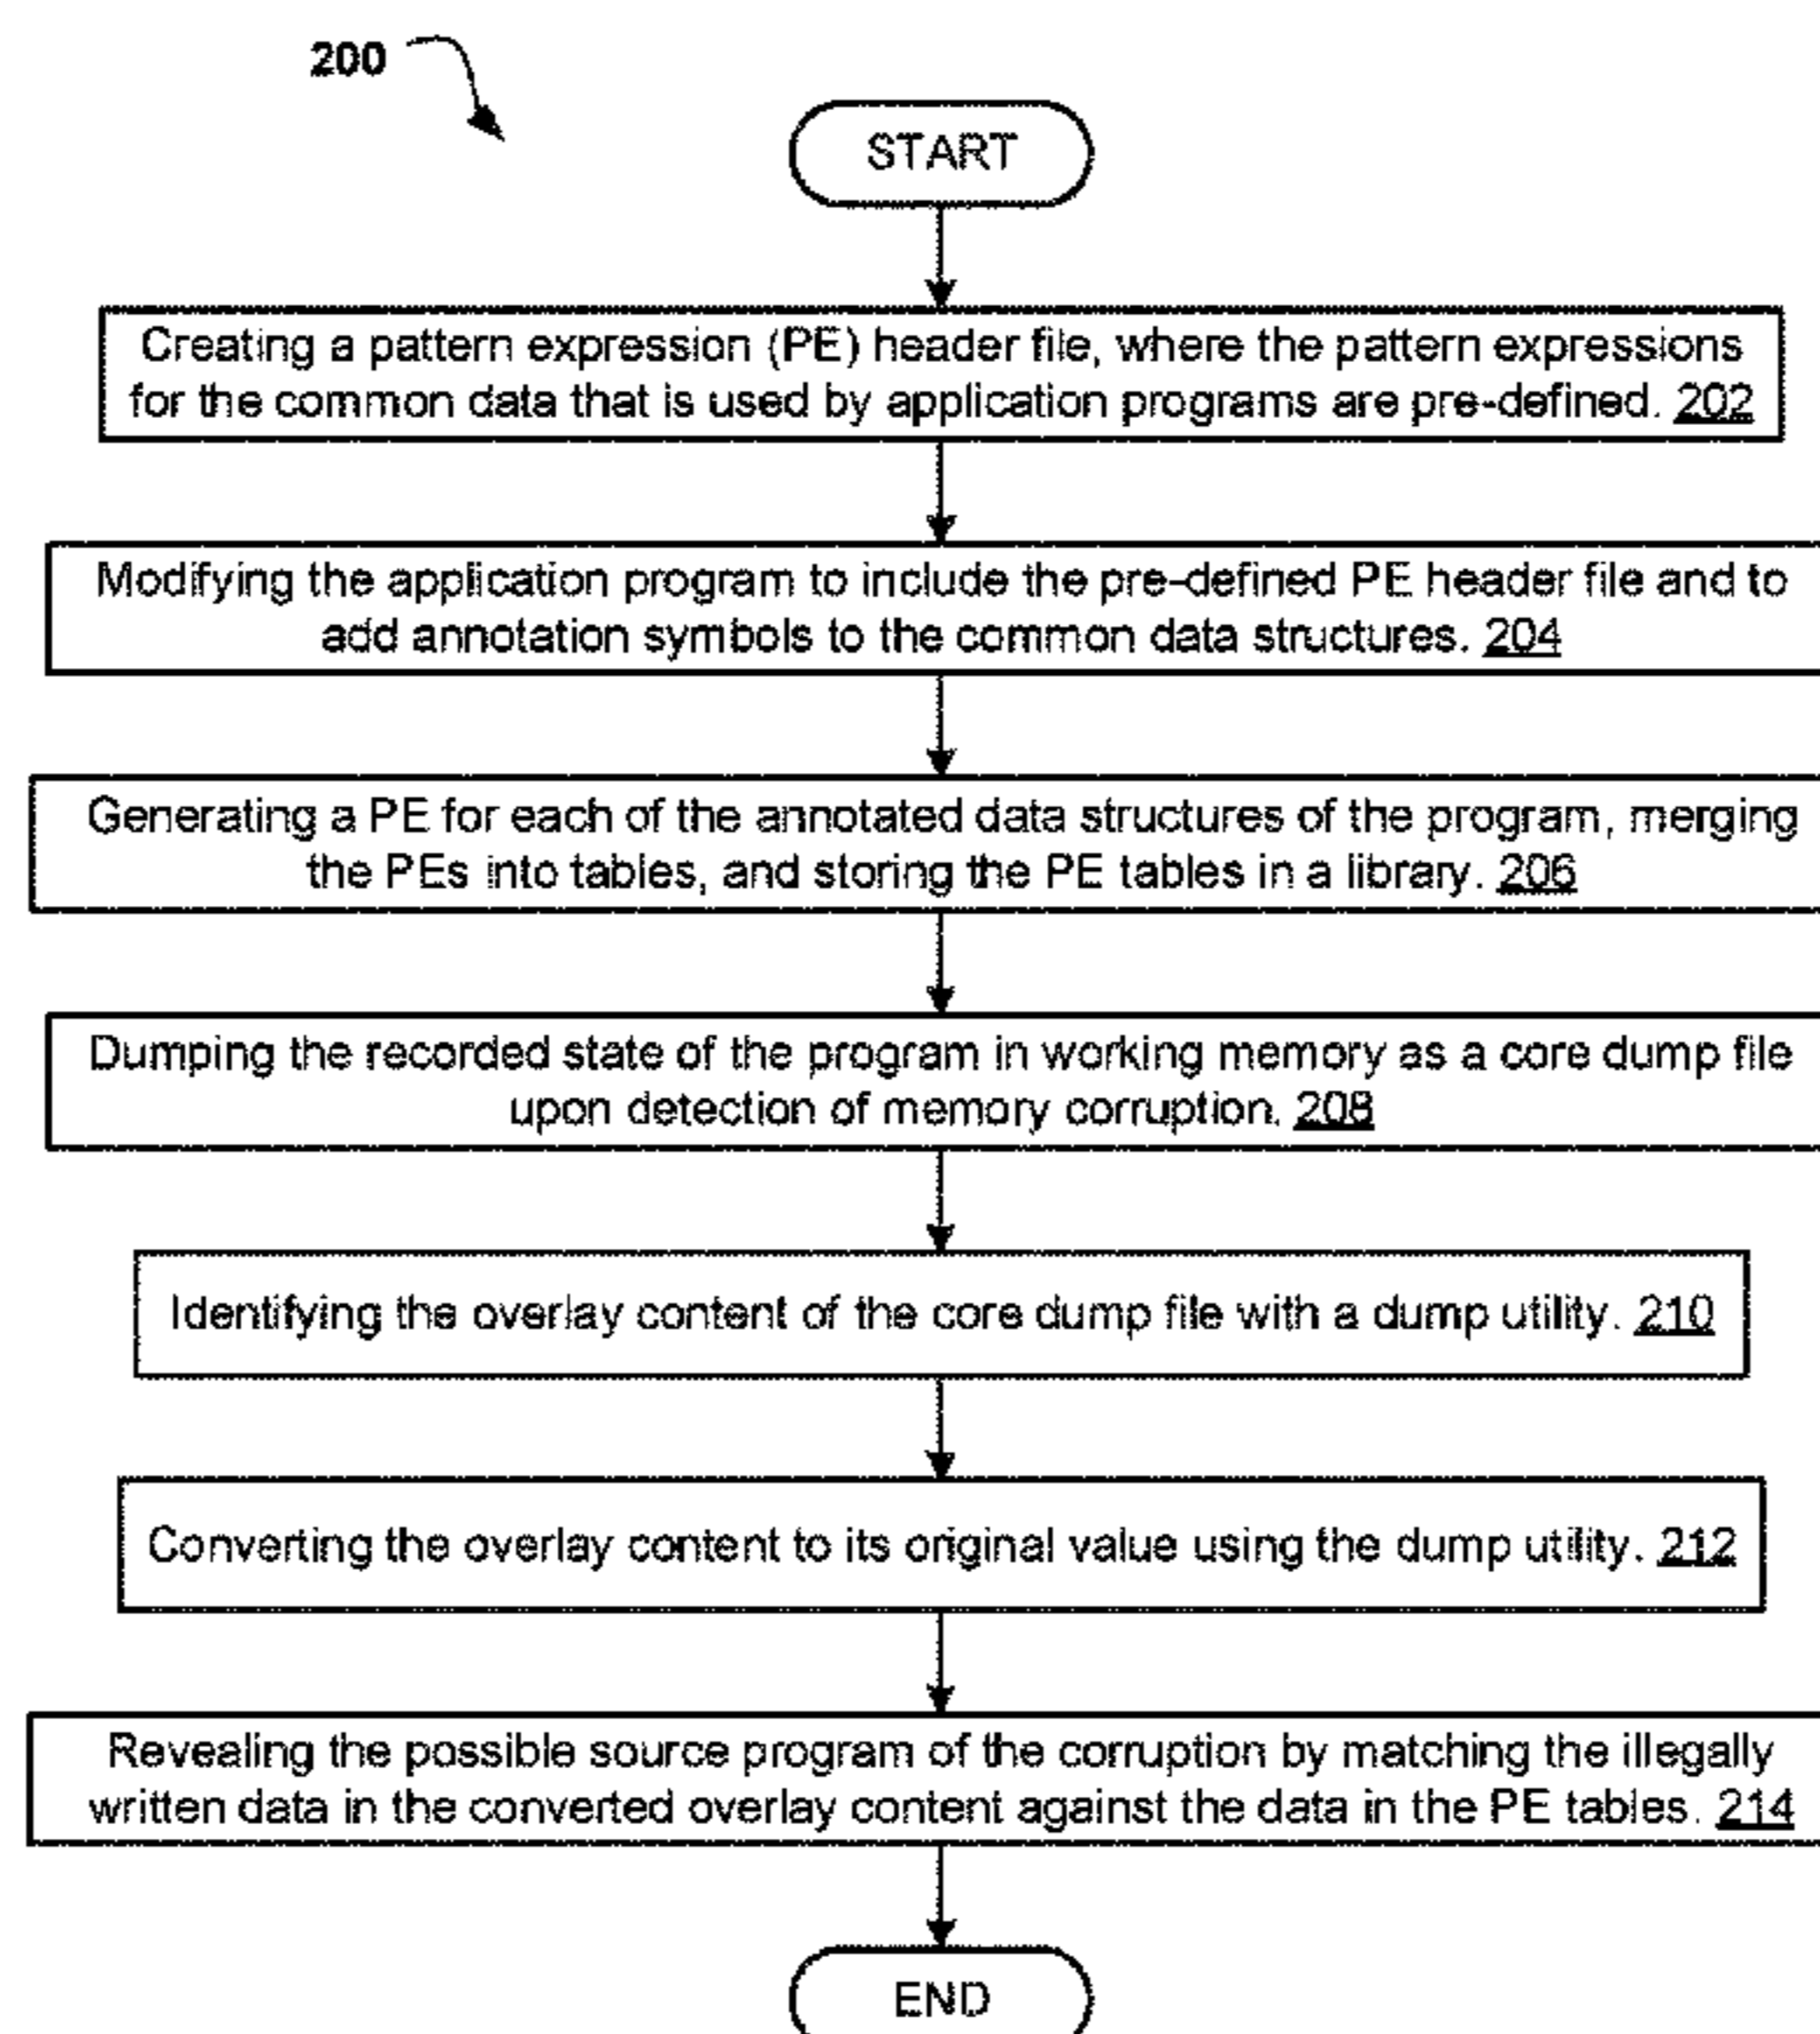 200
START
Creating a pattern expression (PE) header file, where the pattern expressions
for the common data that is used by application programs are pre-defined. 202
Modifying the application program to include the pre-defined PE header file and to
add annotation symbols to the common data structures. 204
Generating a PE for each of the annotated data structures of the program, merging
the PEs into tables, and storing the PE tables in a library. 206
Dumping the recorded state of the program in working memory as a core dump file
upon detection of memory corruption. 208
Identifying the overlay content of the core dump file with a dump utility. 210
Converting the overlay content to its original value using the dump utility. 212
Revealing the possible source program of the corruption by matching the illegally
written data in the converted overlay content against the data in the PE tables. 214
END